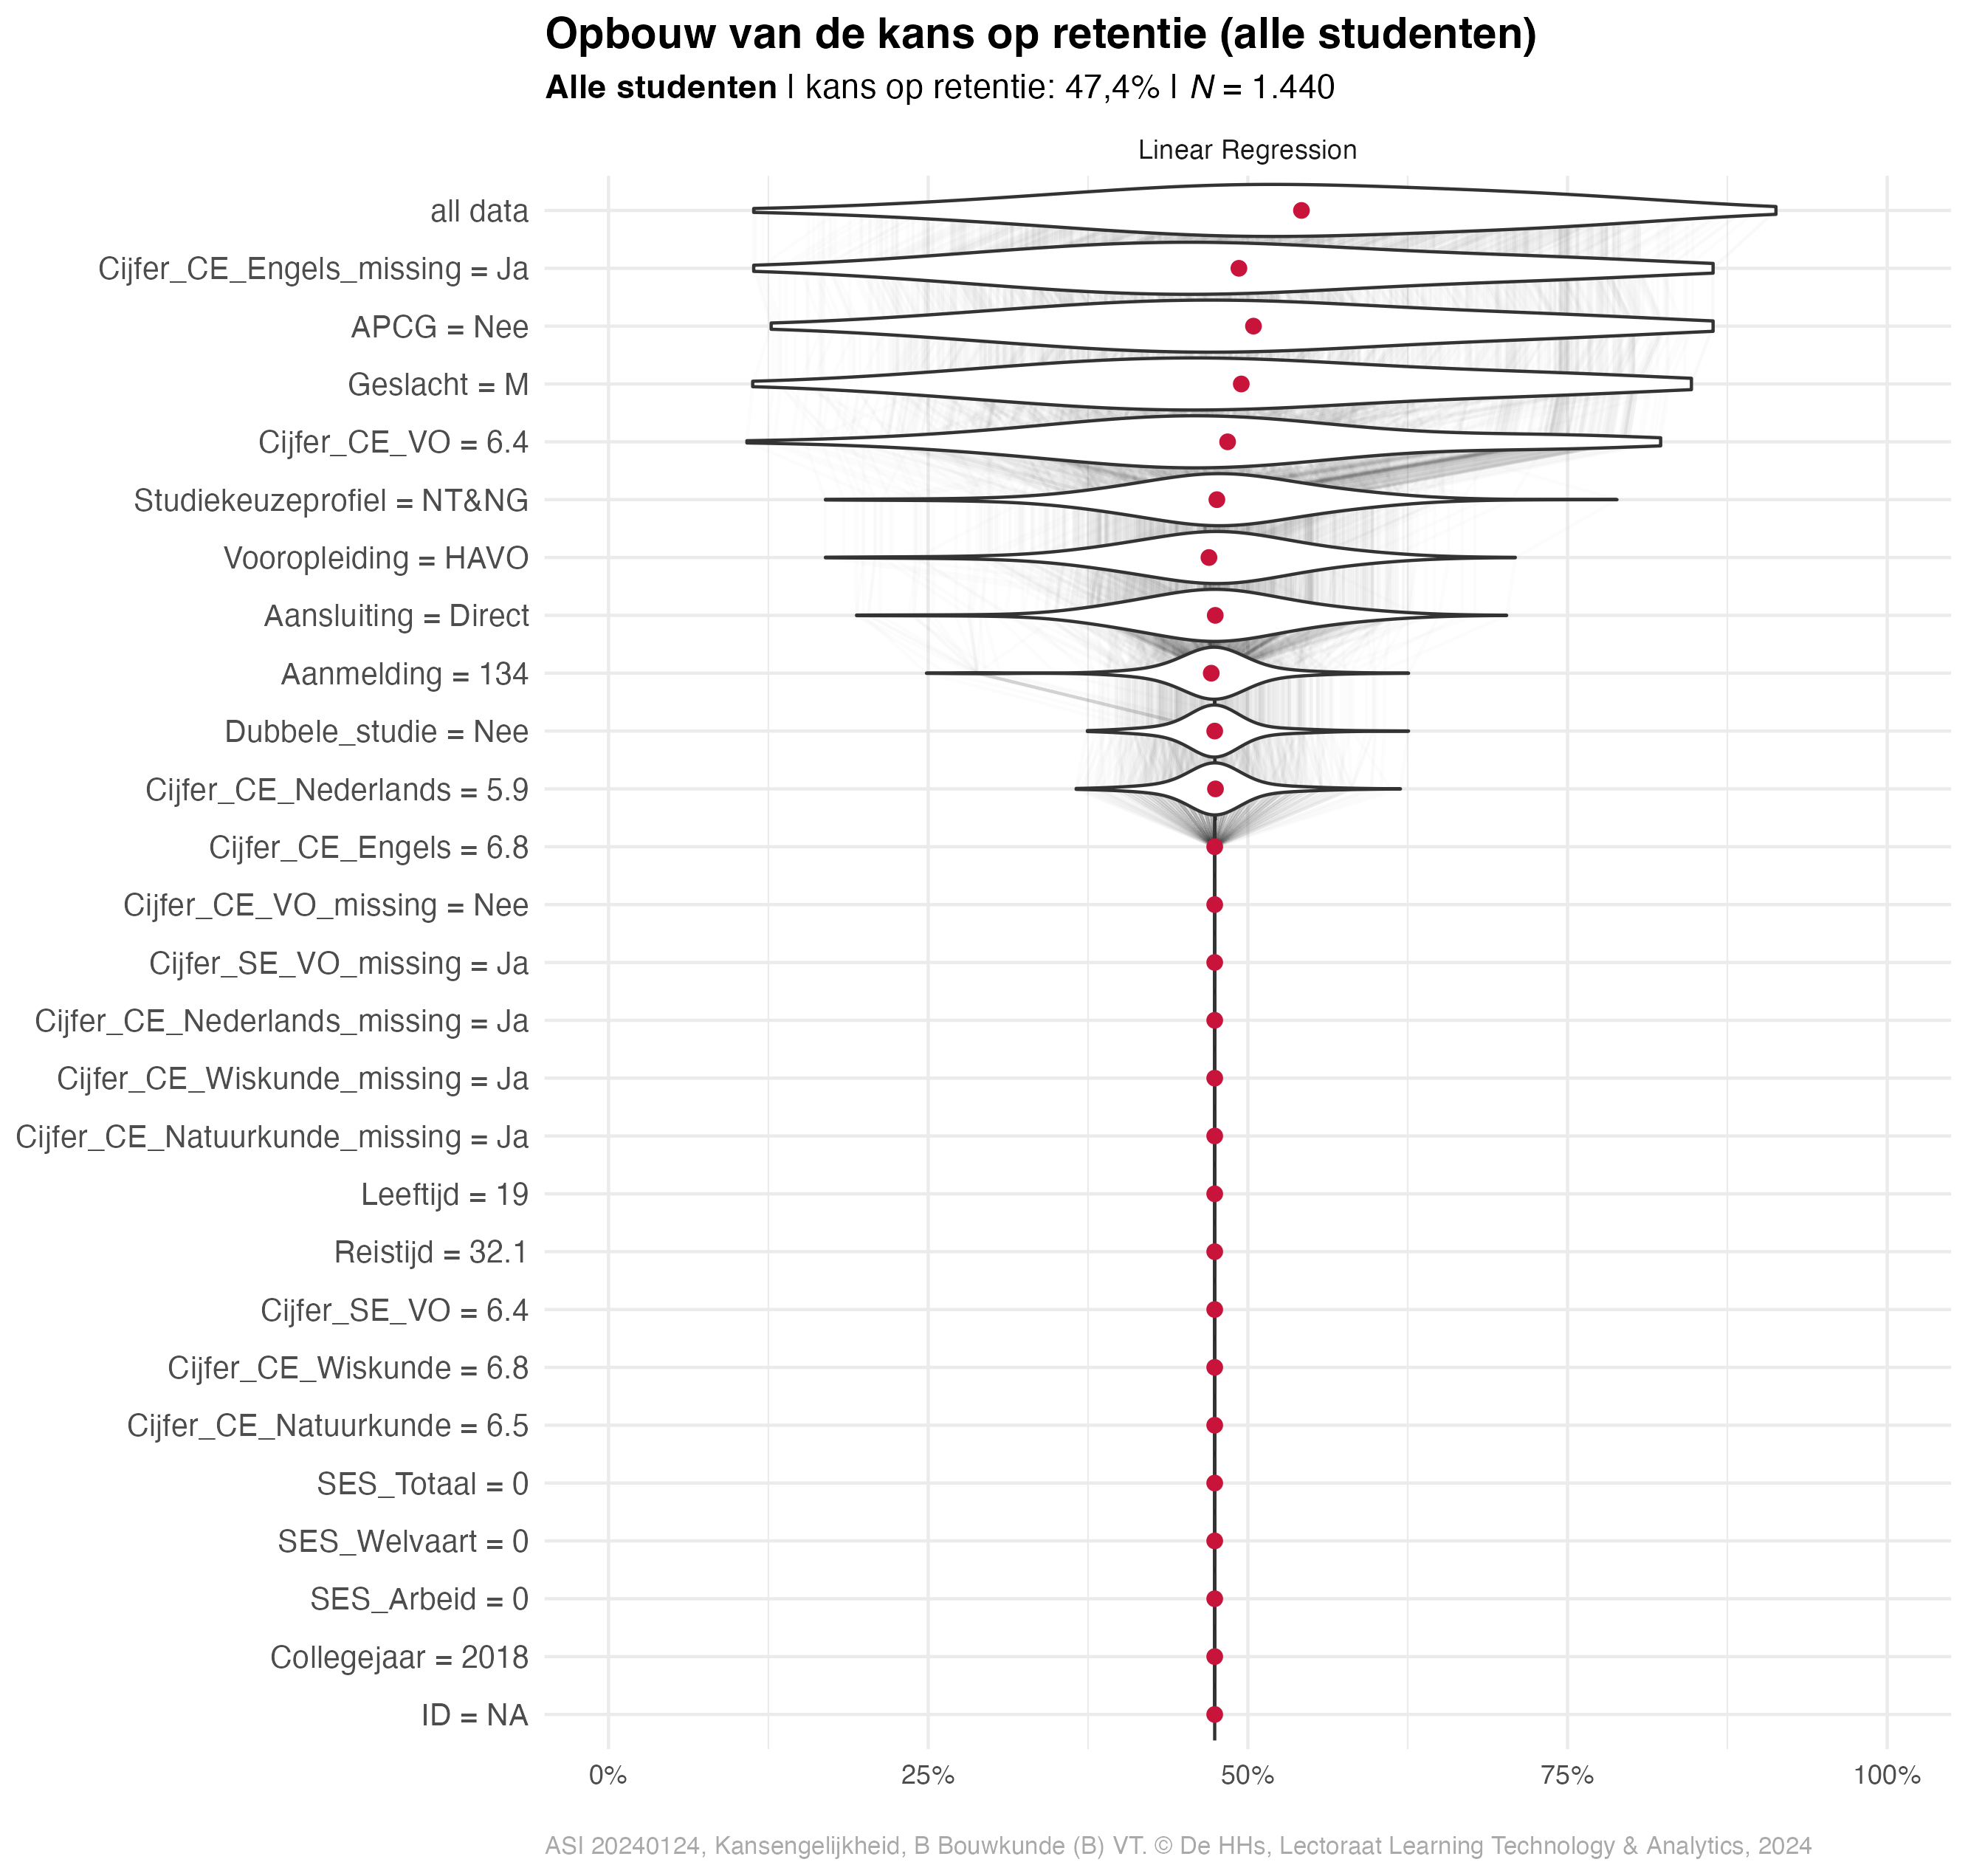 Opbouw van de kans op retentie (alle studenten)
Alle studenten | kans op retentie: 47,4% | N = 1.440
Linear Regression
all data
Cijfer_CE_Engels_missing = Ja
APCG = Nee
Geslacht = M
Cijfer_CE_VO = 6.4
Studiekeuzeprofiel = NT&NG
Vooropleiding = HAVO
Aansluiting = Direct
Aanmelding = 134
Dubbele_studie = Nee
Cijfer_CE_Nederlands = 5.9
Cijfer_CE_Engels = 6.8
Cijfer_CE_VO_missing = Nee
Cijfer_SE_VO_missing = Ja
Cijfer_CE_Nederlands_missing = Ja
Cijfer_CE_Wiskunde_missing = Ja
Cijfer_CE_Natuurkunde_missing = Ja
Leeftijd = 19
Reistijd = 32.1
Cijfer_SE_VO = 6.4
Cijfer_CE_Wiskunde = 6.8
Cijfer_CE_Natuurkunde = 6.5
SES_Totaal = 0
SES_Welvaart = 0
SES_Arbeid = 0
Collegejaar = 2018
ID = NA
0% 25% 50% 75% 100%
ASI 20240124, Kansengelijkheid, B Bouwkunde (B) VT. © De HHs, Lectoraat Learning Technology & Analytics, 2024